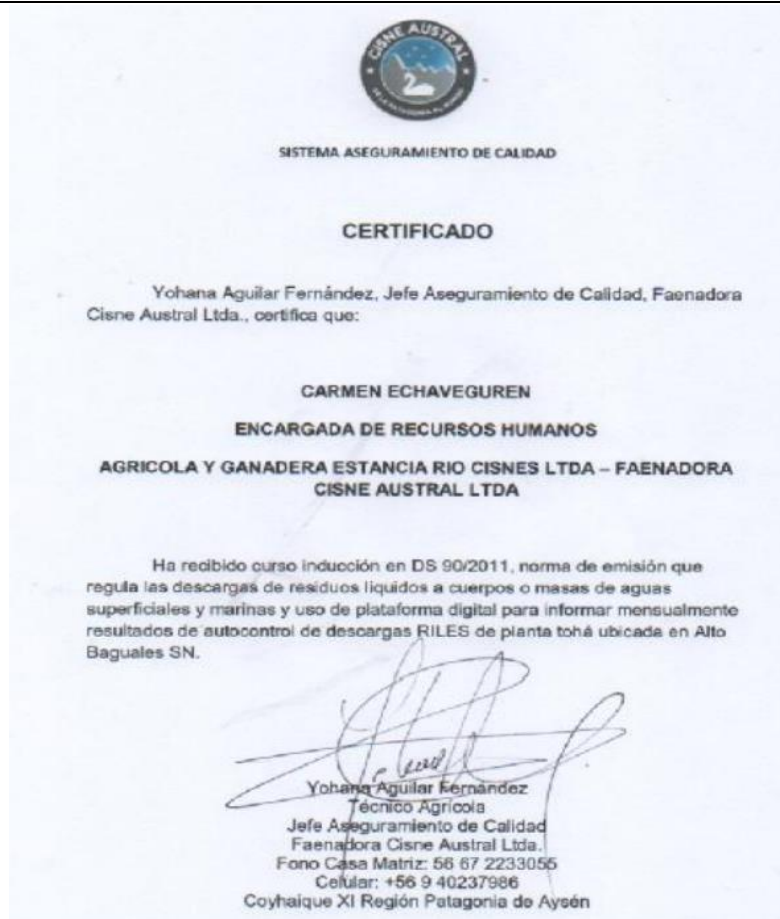 CISNE AUSTRAL
SISTEMA ASEGURAMIENTO DE CALIDAD
CERTIFICADO
Yohana Aguilar Fernández, Jefe Aseguramiento de Calidad, Faenadora
Cisne Austral Ltda., certifica que:
CARMEN ECHAVEGUREN
ENCARGADA DE RECURSOS HUMANOS
AGRICOLA Y GANADERA ESTANCIA RIO CISNES LTDA – FAENADORA
CISNE AUSTRAL LTDA
Ha recibido curso inducción en DS 90/2011, norma de emisión que
regula las descargas de residuos líquidos a cuerpos o masas de aguas
superficiales y marinas y uso de plataforma digital para informar mensualmente
resultados de autocontrol de descargas RILES de planta tohá ubicada en Alto
Baguales SN.
Yohana Aguilar Fernández
Técnico Agrícola
Jefe Aseguramiento de Calidad
Faenadora Cisne Austral Ltda.
Fono Casa Matriz: 56 67 2233055
Celular: +56 9 40237986
Coyhaique XI Región Patagonia de Aysén